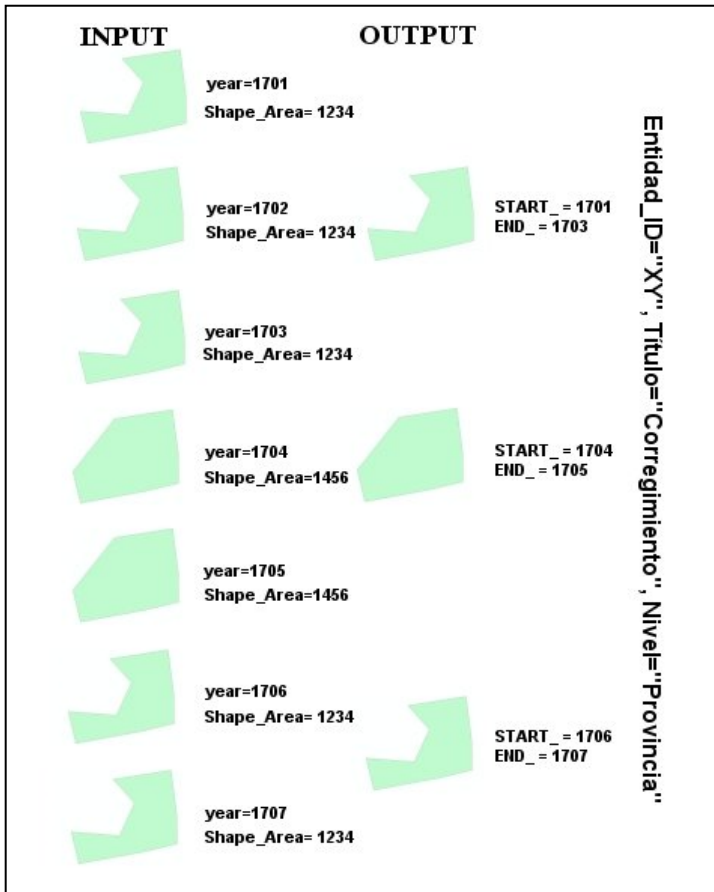 INPUT
OUTPUT
year=1701
Shape_Area= 1234
year=1702
Shape_Area= 1234
START_ = 1701
END_ = 1703
year=1703
Shape_Area= 1234
year=1704
Shape_Area=1456
START_ = 1704
END_ = 1705
year=1705
Shape_Area=1456
year=1706
Shape_Area= 1234
START_ = 1706
END_ = 1707
year=1707
Shape_Area= 1234
Entidad_ID="XY", Título="Corregimiento", Nivel="Provincia"